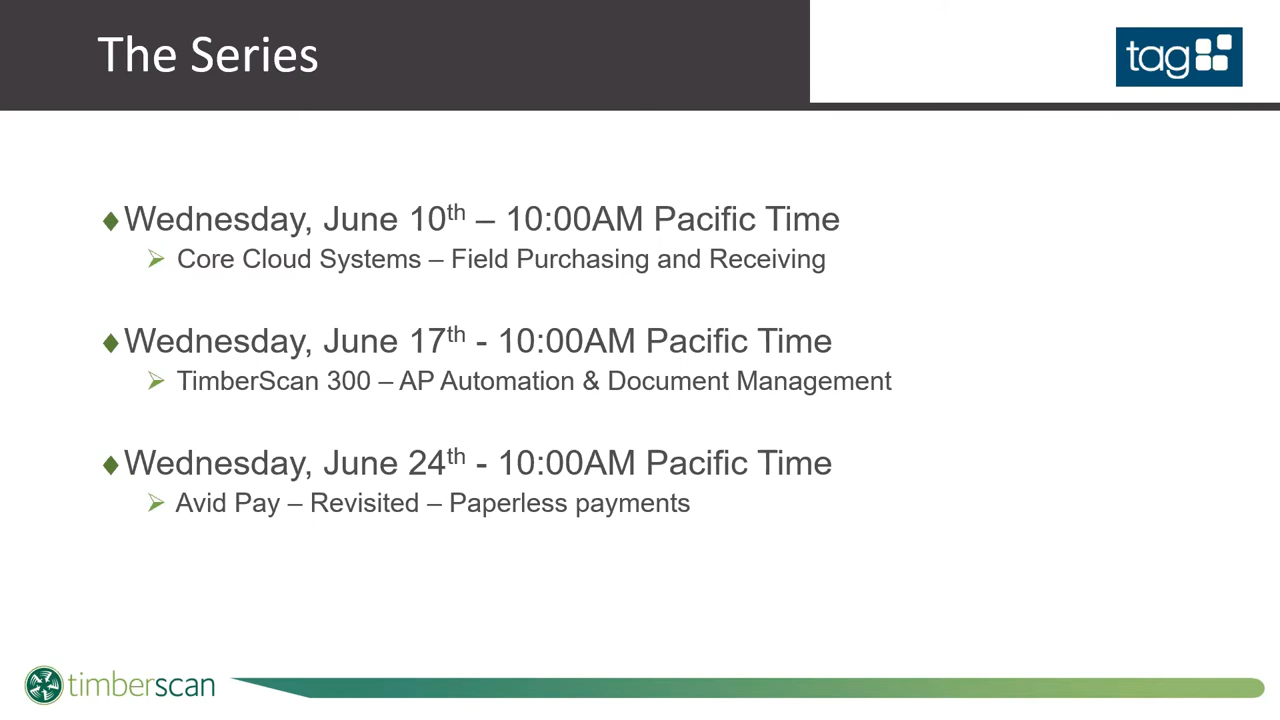 The Series
tag
♦Wednesday, June 10th – 10:00AM Pacific Time
➢ Core Cloud Systems – Field Purchasing and Receiving
♦Wednesday, June 17th - 10:00AM Pacific Time
➢ TimberScan 300 – AP Automation & Document Management
♦Wednesday, June 24th - 10:00AM Pacific Time
➢ Avid Pay – Revisited – Paperless payments
timberscan